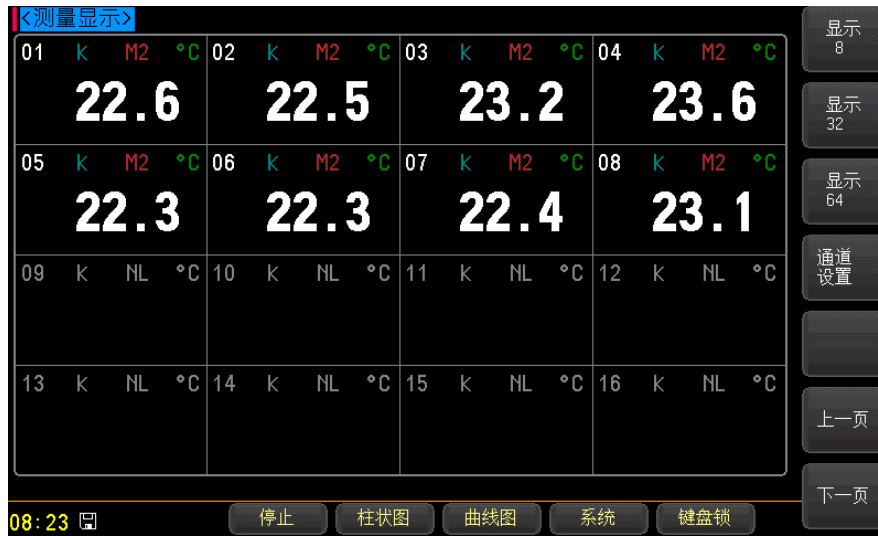 <测量显示>
01 K M2 °C 02 K M2 °C 03 K M2 °C 04 K M2 °C
22.6 22.5 23.2 23.6
05 K M2 °C 06 K M2 °C 07 K M2 °C 08 K M2 °C
22.3 22.3 22.4 23.1
09 K NL °C 10 K NL °C 11 K NL °C 12 K NL °C
13 K NL °C 14 K NL °C 15 K NL °C 16 K NL °C
显示
8
显示
32
显示
64
通道
设置
上一页
下一页
08:23 停止 柱状图 曲线图 系统 键盘锁